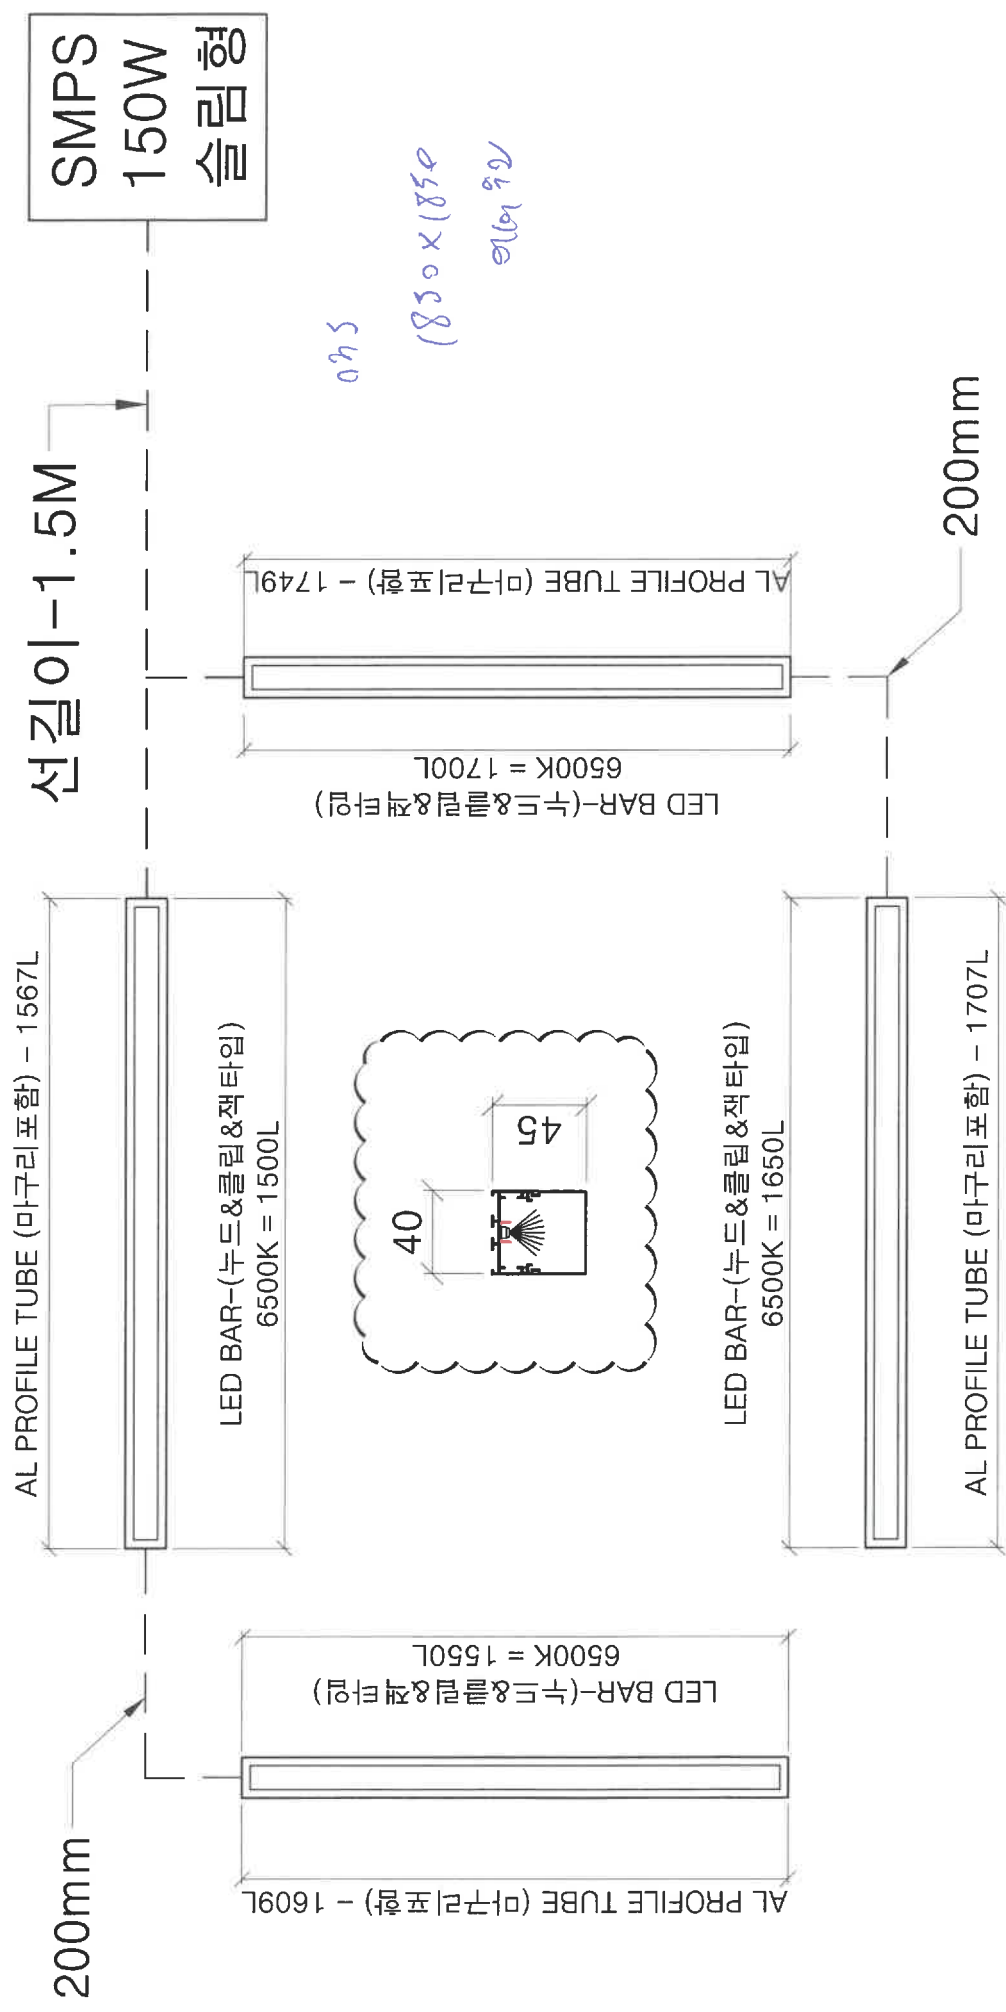 SMPS
150W
슬림형
선길이-1.5M
AL PROFILE TUBE (마구리포함) - 1567L
LED BAR-(누드&클립&잭타입)
6500K = 1500L
200mm
AL PROFILE TUBE (마구리포함) - 1609L
LED BAR-(누드&클립&잭타입)
6500K = 1550L
40
45
LED BAR-(누드&클립&잭타입)
6500K = 1700L
AL PROFILE TUBE (마구리포함) - 1749L
LED BAR-(누드&클립&잭타입)
6500K = 1650L
AL PROFILE TUBE (마구리포함) - 1707L
200mm